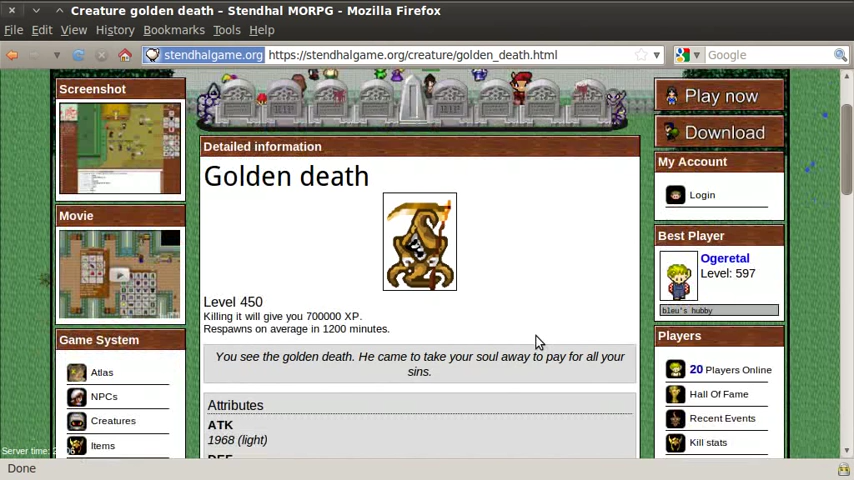 Creature golden death – Stendhal MORPG - Mozilla Firefox
File Edit View History Bookmarks Tools Help
stendhalgame.org https://stendhalgame.org/creature/golden_death.html
Google
Screenshot
Movie
Game System
Atlas
NPCs
Creatures
Items
Detailed information
Golden death
Level 450
Killing it will give you 700000 XP.
Respawns on average in 1200 minutes.
You see the golden death. He came to take your soul away to pay for all your
sins.
Attributes
ATK
1968 (light)
Play now
Download
My Account
Login
Best Player
Ogeretal
Level: 597
bleu's hubby
Players
20 Players Online
Hall Of Fame
Recent Events
Kill stats
Server time:
Done